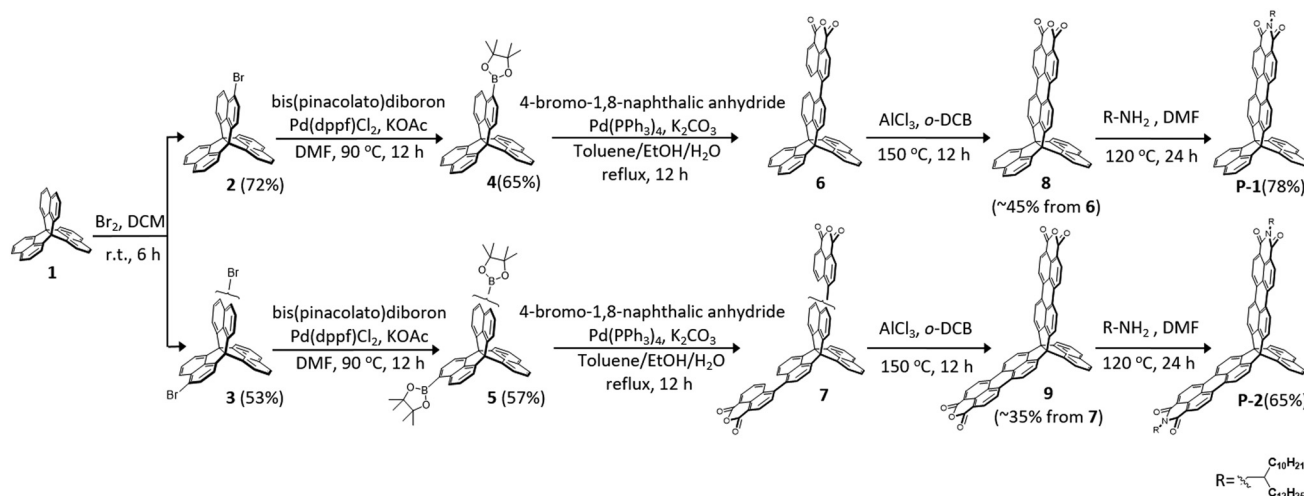 Br
bis(pinacolato)diboron
Pd(dppf)Cl₂, KOAc
DMF, 90 °C, 12 h
2 (72%)
O B O
4(65%)
4-bromo-1,8-naphthalic anhydride
Pd(PPh₃)₄, K₂CO₃
Toluene/EtOH/H₂O
reflux, 12 h
O O O
6
AlCl₃, o-DCB
150 °C, 12 h
O O O
8
(~45% from 6)
R-NH₂ , DMF
120 °C, 24 h
R
O N O
P-1(78%)
1
Br₂, DCM
r.t., 6 h
Br
Br
3 (53%)
bis(pinacolato)diboron
Pd(dppf)Cl₂, KOAc
DMF, 90 °C, 12 h
O B O
O B O
5 (57%)
4-bromo-1,8-naphthalic anhydride
Pd(PPh₃)₄, K₂CO₃
Toluene/EtOH/H₂O
reflux, 12 h
O O O
O O O
7
AlCl₃, o-DCB
150 °C, 12 h
O O O
O O O
9
(~35% from 7)
R-NH₂ , DMF
120 °C, 24 h
R
O N O
O N O
R
P-2(65%)
C₁₀H₂₁
R=